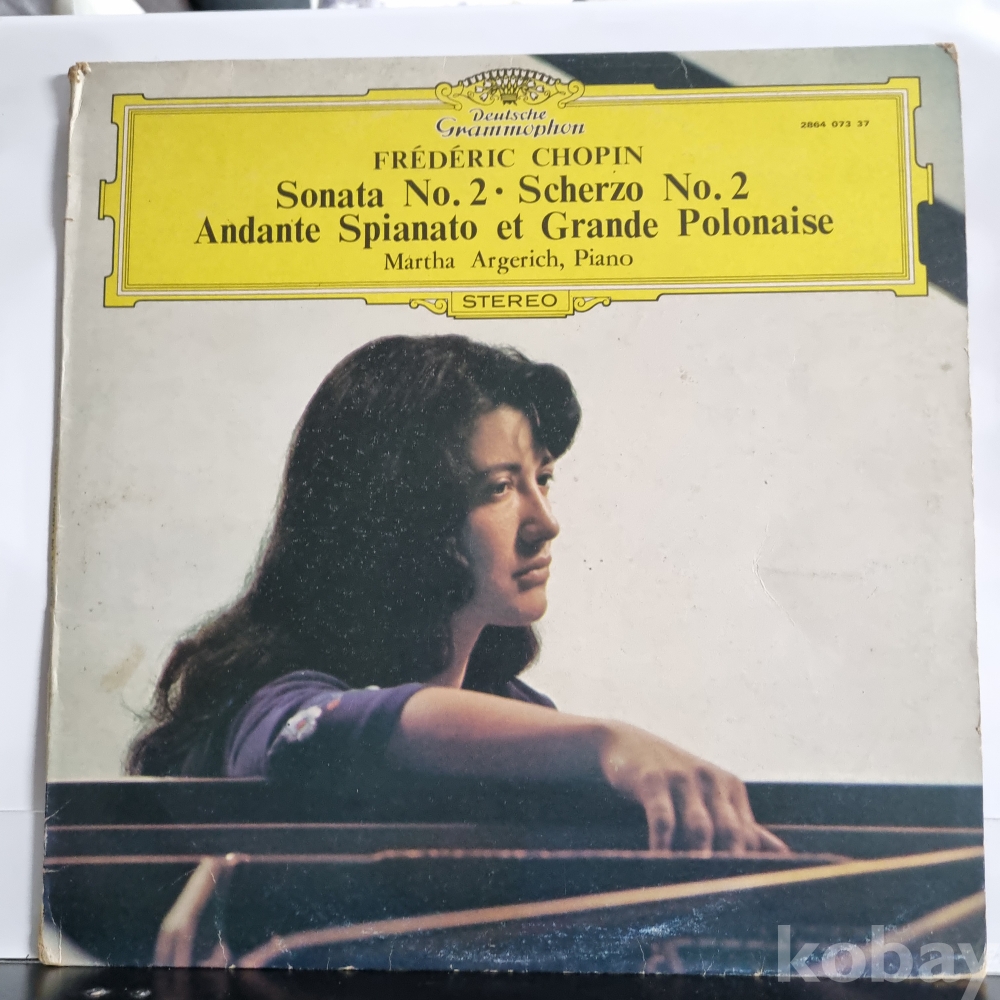 Deutsche
Grammophon
2864 073 37
FRÉDÉRIC CHOPIN
Sonata No. 2 · Scherzo No. 2
Andante Spianato et Grande Polonaise
Martha Argerich, Piano
STEREO
kobay